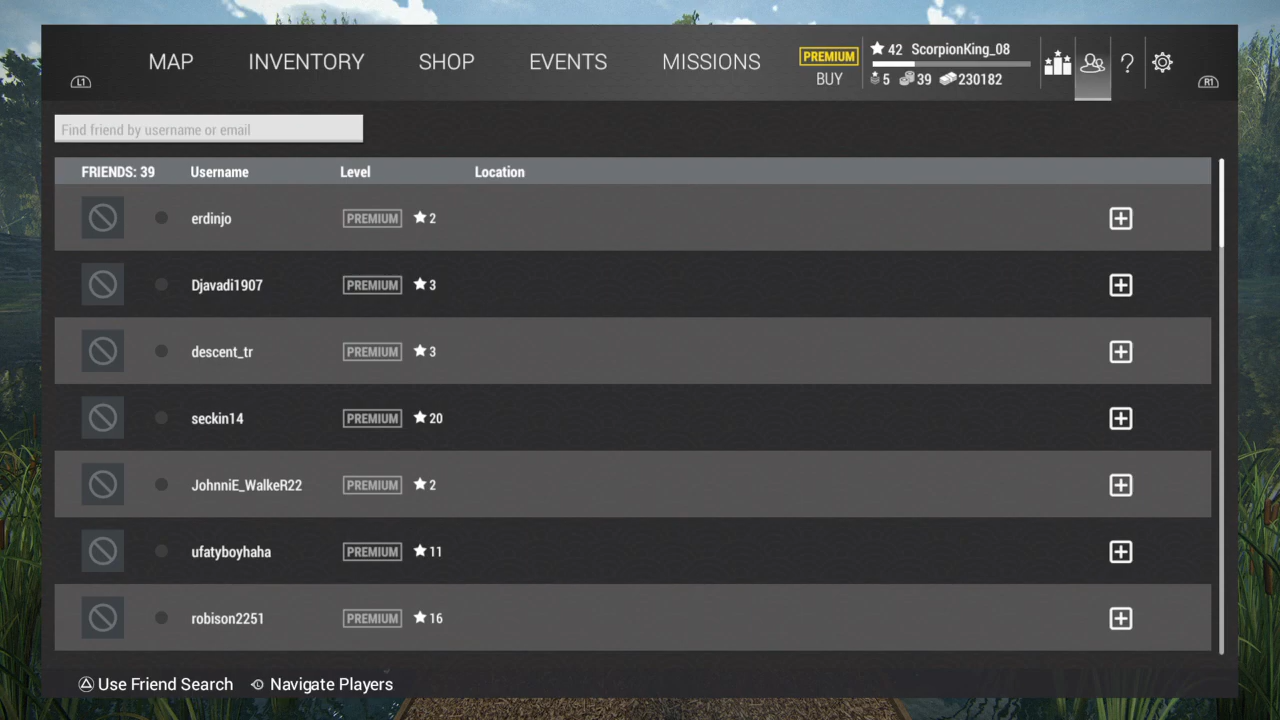 L1
MAP INVENTORY SHOP EVENTS MISSIONS
PREMIUM
BUY
42 ScorpionKing_08
5 39 230182
?
R1
Find friend by username or email
FRIENDS: 39 Username Level Location
erdinjo PREMIUM 2
Djavadi1907 PREMIUM 3
descent_tr PREMIUM 3
seckin14 PREMIUM 20
JohnniE_WalkeR22 PREMIUM 2
ufatyboyhaha PREMIUM 11
robison2251 PREMIUM 16
Use Friend Search Navigate Players